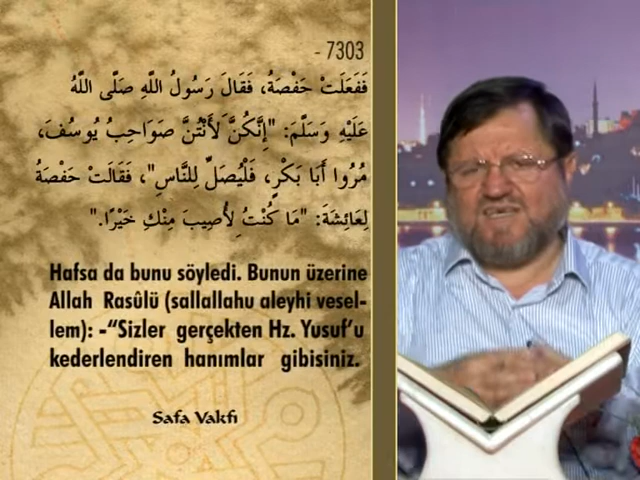 - 7303
فَفَعَلَتْ حَفْصَةُ، فَقَالَ رَسُولُ اللَّهِ صَلَّى اللَّهُ
عَلَيْهِ وَسَلَّمَ: "إِنَّكُنَّ لَأَنْتُنَّ صَوَاحِبُ يُوسُفَ،
مُرُوا أَبَا بَكْرٍ، فَلْيُصَلِّ لِلنَّاسِ"، فَقَالَتْ حَفْصَةُ
لِعَائِشَةَ: "مَا كُنْتُ لِأُصِيبَ مِنْكِ خَيْرًا."
Hafsa da bunu söyledi. Bunun üzerine
Allah Rasûlü (sallallahu aleyhi vesel-
lem): -“Sizler gerçekten Hz. Yusuf’u
kederlendiren hanımlar gibisiniz.
Safa Vakfı